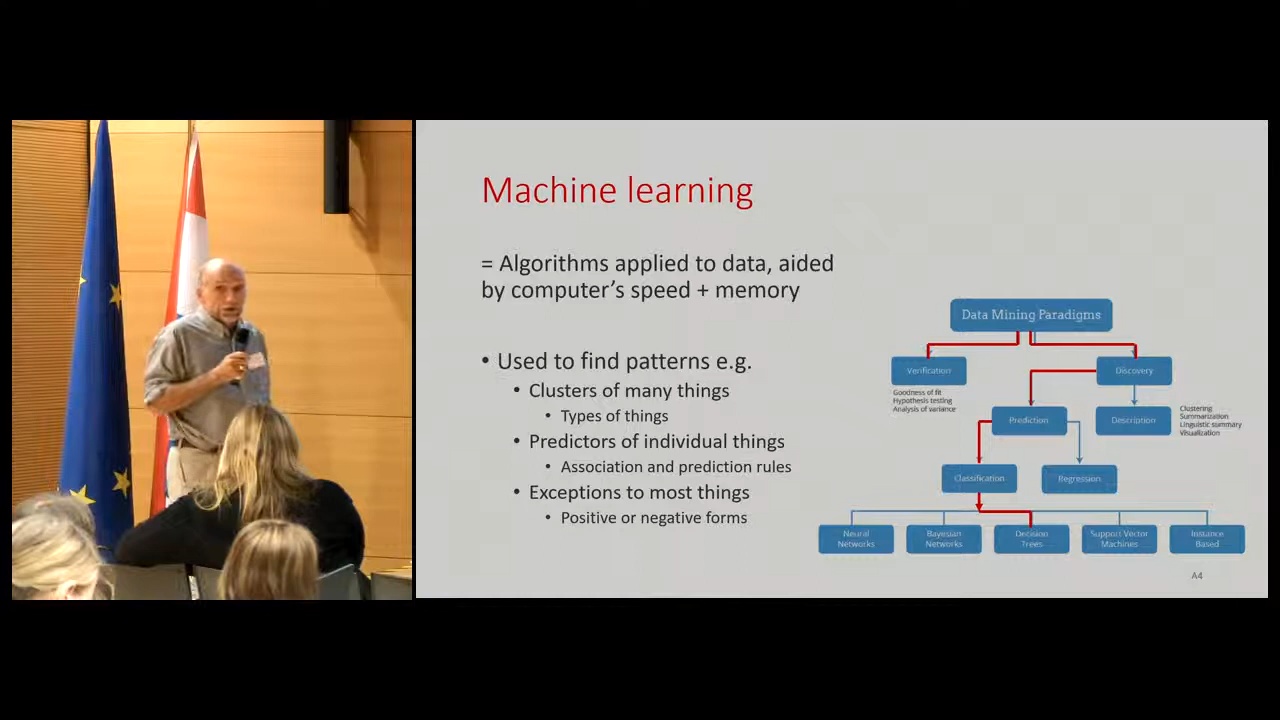 Machine learning
= Algorithms applied to data, aided
by computer’s speed + memory
• Used to find patterns e.g.
• Clusters of many things
• Types of things
• Predictors of individual things
• Association and prediction rules
• Exceptions to most things
• Positive or negative forms
Data Mining Paradigms
Verification
Discovery
Goodness of fit
Hypothesis testing
Analysis of variance
Prediction
Description
Clustering
Summarization
Linguistic summary
Visualization
Classification
Regression
Neural
Networks
Bayesian
Networks
Decision
Trees
Support Vector
Machines
Instance
Based
A4